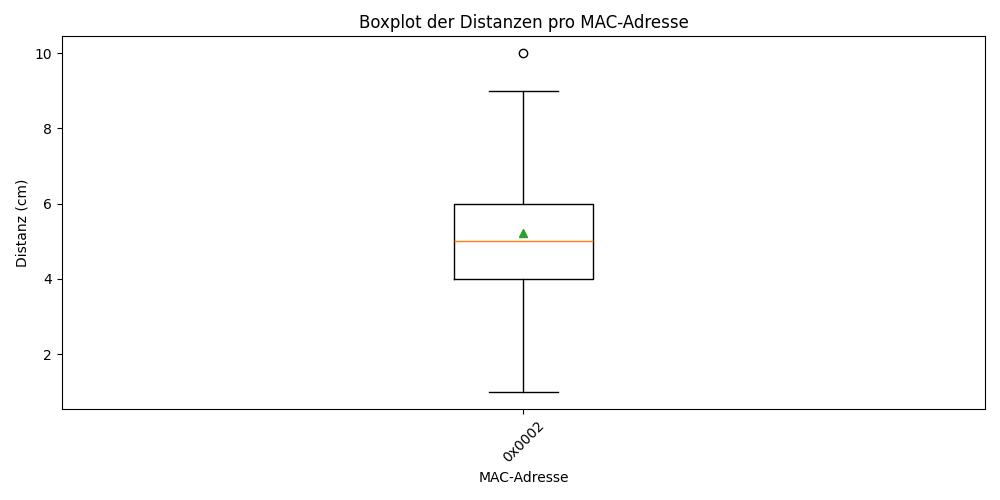 Boxplot der Distanzen pro MAC-Adresse
10
8
6
4
2
Distanz (cm)
0x0002
MAC-Adresse